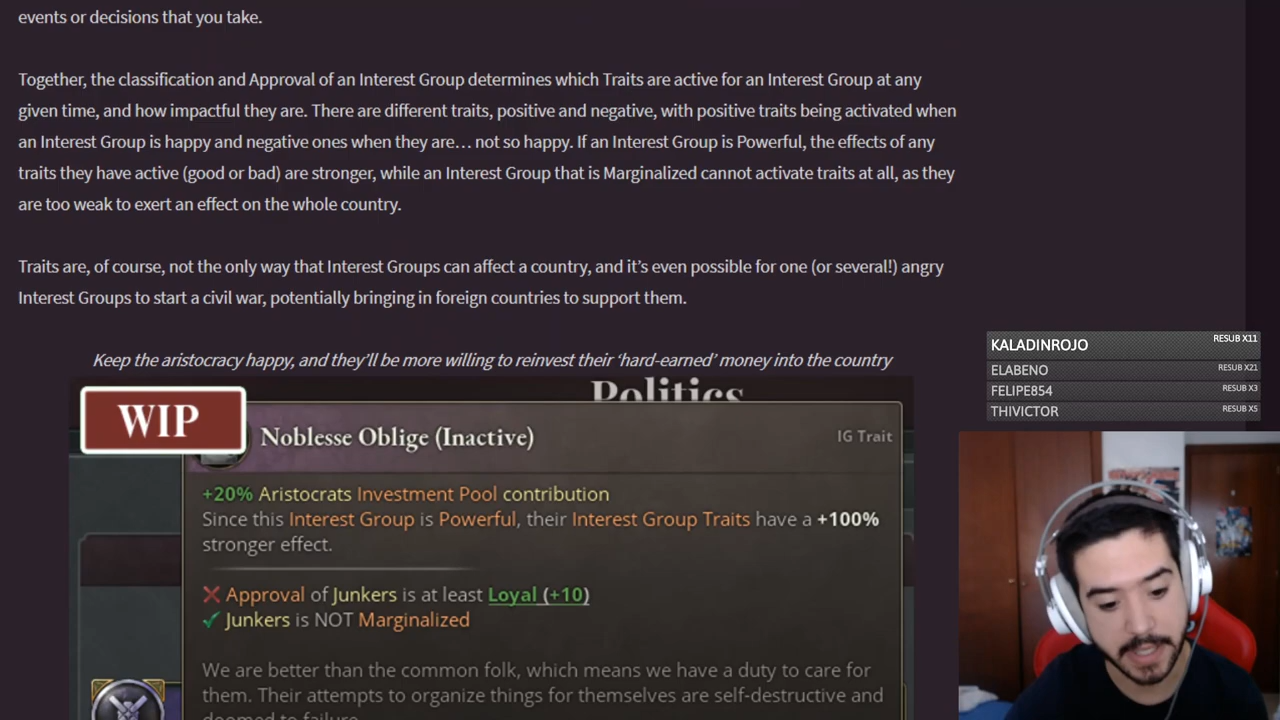 events or decisions that you take.
Together, the classification and Approval of an Interest Group determines which Traits are active for an Interest Group at any
given time, and how impactful they are. There are different traits, positive and negative, with positive traits being activated when
an Interest Group is happy and negative ones when they are… not so happy. If an Interest Group is Powerful, the effects of any
traits they have active (good or bad) are stronger, while an Interest Group that is Marginalized cannot activate traits at all, as they
are too weak to exert an effect on the whole country.
Traits are, of course, not the only way that Interest Groups can affect a country, and it’s even possible for one (or several!) angry
Interest Groups to start a civil war, potentially bringing in foreign countries to support them.
Keep the aristocracy happy, and they’ll be more willing to reinvest their ‘hard-earned’ money into the country
Politics
WIP
Noblesse Oblige (Inactive)
IG Trait
+20% Aristocrats Investment Pool contribution
Since this Interest Group is Powerful, their Interest Group Traits have a +100%
stronger effect.
Approval of Junkers is at least Loyal (+10)
Junkers is NOT Marginalized
We are better than the common folk, which means we have a duty to care for
them. Their attempts to organize things for themselves are self-destructive and
doomed to failure
KALADINROJO RESUB X11
ELABENO RESUB X21
FELIPE854 RESUB X3
THIVICTOR RESUB X5